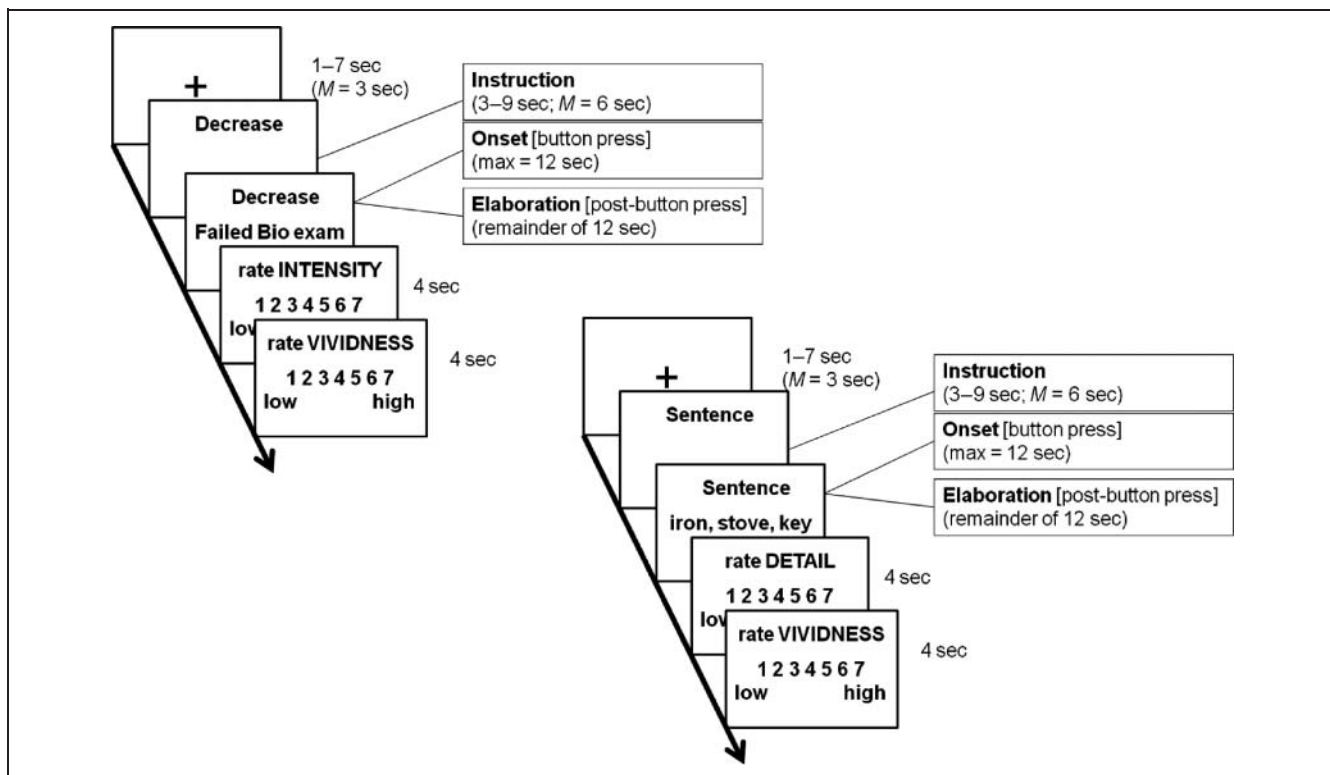 +
1–7 sec
(M = 3 sec)
Decrease
Instruction
(3–9 sec; M = 6 sec)
Onset [button press]
(max = 12 sec)
Decrease
Failed Bio exam
Elaboration [post-button press]
(remainder of 12 sec)
rate INTENSITY
1 2 3 4 5 6 7
low
4 sec
rate VIVIDNESS
1 2 3 4 5 6 7
low high
4 sec
+
1–7 sec
(M = 3 sec)
Sentence
Instruction
(3–9 sec; M = 6 sec)
Onset [button press]
(max = 12 sec)
Sentence
iron, stove, key
Elaboration [post-button press]
(remainder of 12 sec)
rate DETAIL
1 2 3 4 5 6 7
low
4 sec
rate VIVIDNESS
1 2 3 4 5 6 7
low high
4 sec